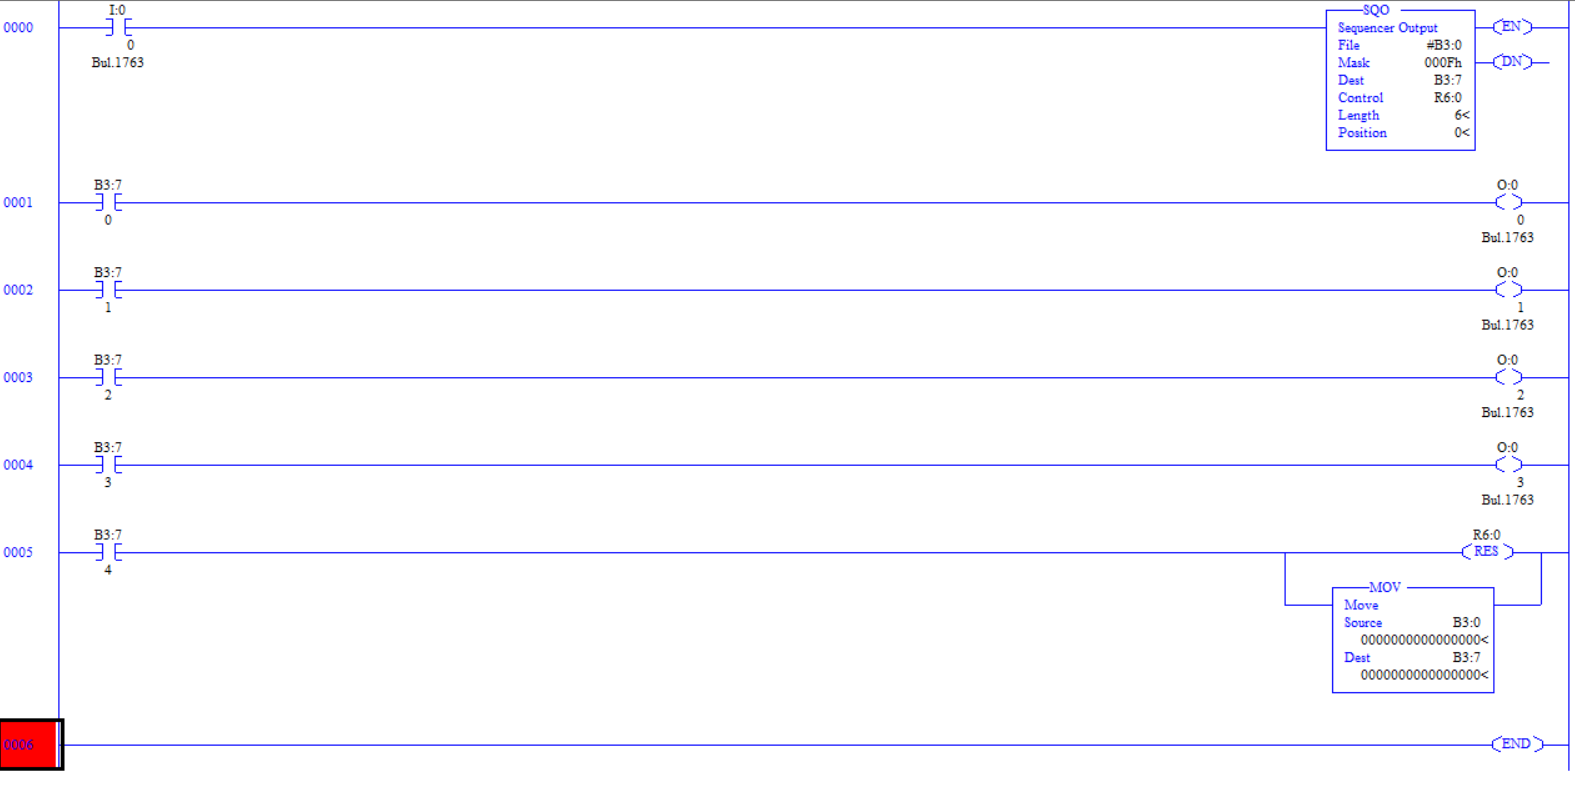 I:0
0000
0
Bul.1763
SQO
Sequencer Output
File #B3:0
Mask 000Fh
Dest B3:7
Control R6:0
Length 6<
Position 0<
EN
DN
B3:7
0001
0
O:0
0
Bul.1763
B3:7
0002
1
O:0
1
Bul.1763
B3:7
0003
2
O:0
2
Bul.1763
B3:7
0004
3
O:0
3
Bul.1763
B3:7
0005
4
R6:0
RES
MOV
Move
Source B3:0
0000000000000000<
Dest B3:7
0000000000000000<
0006
END